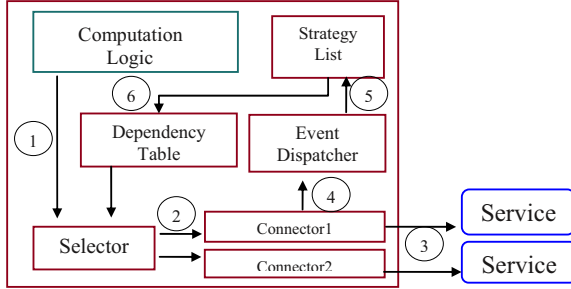 Computation
Logic
Strategy
List
6
5
1
Dependency
Table
Event
Dispatcher
4
2
Selector
Connector1
Service
3
Connector2
Service